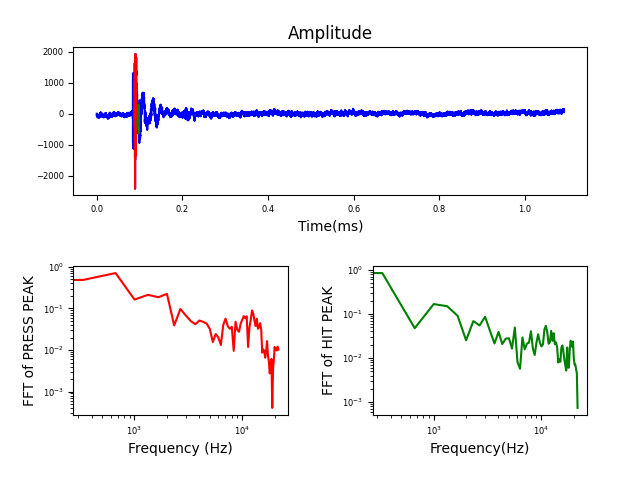 Amplitude
2000
1000
0
−1000
−2000
0.0 0.2 0.4 0.6 0.8 1.0
Time(ms)
FFT of PRESS PEAK
10⁰
10⁻¹
10⁻²
10⁻³
10³ 10⁴
Frequency (Hz)
FFT of HIT PEAK
10⁰
10⁻¹
10⁻²
10⁻³
10³ 10⁴
Frequency(Hz)